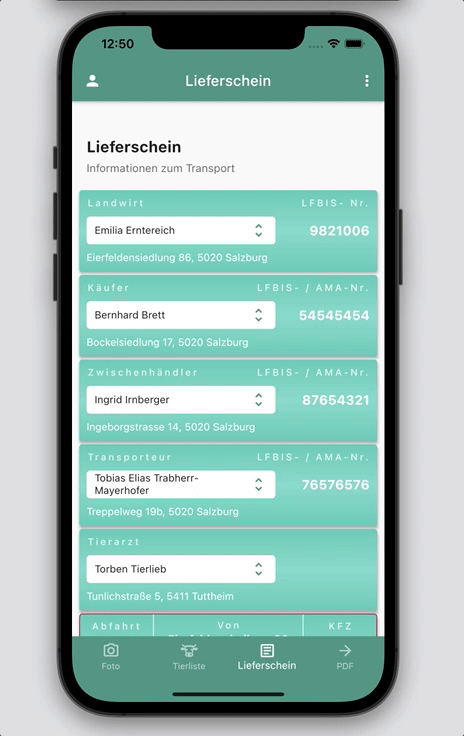 12:50
Lieferschein
Lieferschein
Informationen zum Transport
Landwirt LFBIS- Nr.
Emilia Erntereich 9821006
Eierfeldensiedlung 86, 5020 Salzburg
Käufer LFBIS- / AMA-Nr.
Bernhard Brett 54545454
Bockelsiedlung 17, 5020 Salzburg
Zwischenhändler LFBIS- / AMA-Nr.
Ingrid Irnberger 87654321
Ingeborgstrasse 14, 5020 Salzburg
Transporteur LFBIS- / AMA-Nr.
Tobias Elias Trabherr-
Mayerhofer 76576576
Treppelweg 19b, 5020 Salzburg
Tierarzt
Torben Tierlieb
Tunlichstraße 5, 5411 Tuttheim
Abfahrt Von KFZ
Foto Tierliste Lieferschein PDF